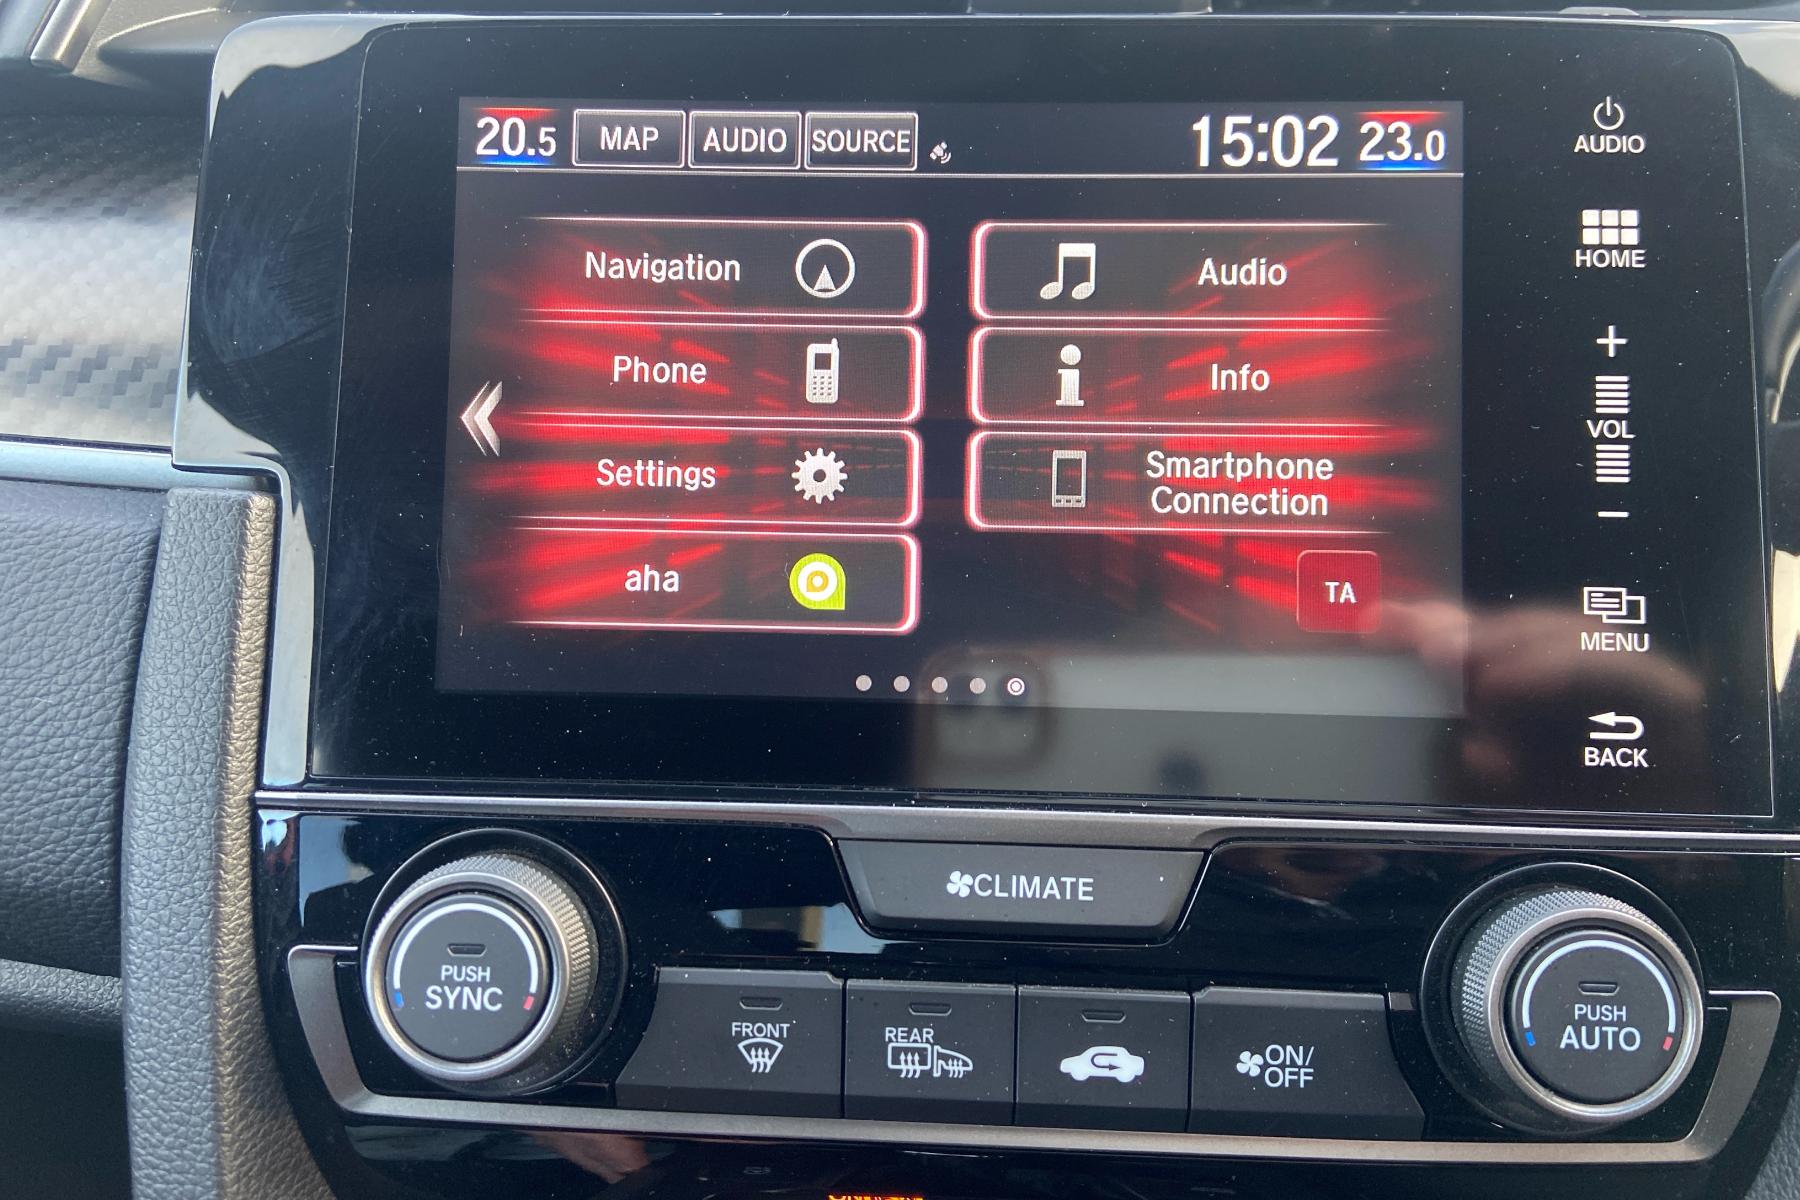 20.5 MAP AUDIO SOURCE 15:02 23.0
Navigation
Audio
Phone
Info
Settings
Smartphone
Connection
aha
TA
AUDIO
HOME
+
VOL
-
MENU
BACK
CLIMATE
PUSH
SYNC
FRONT
REAR
ON/
OFF
PUSH
AUTO